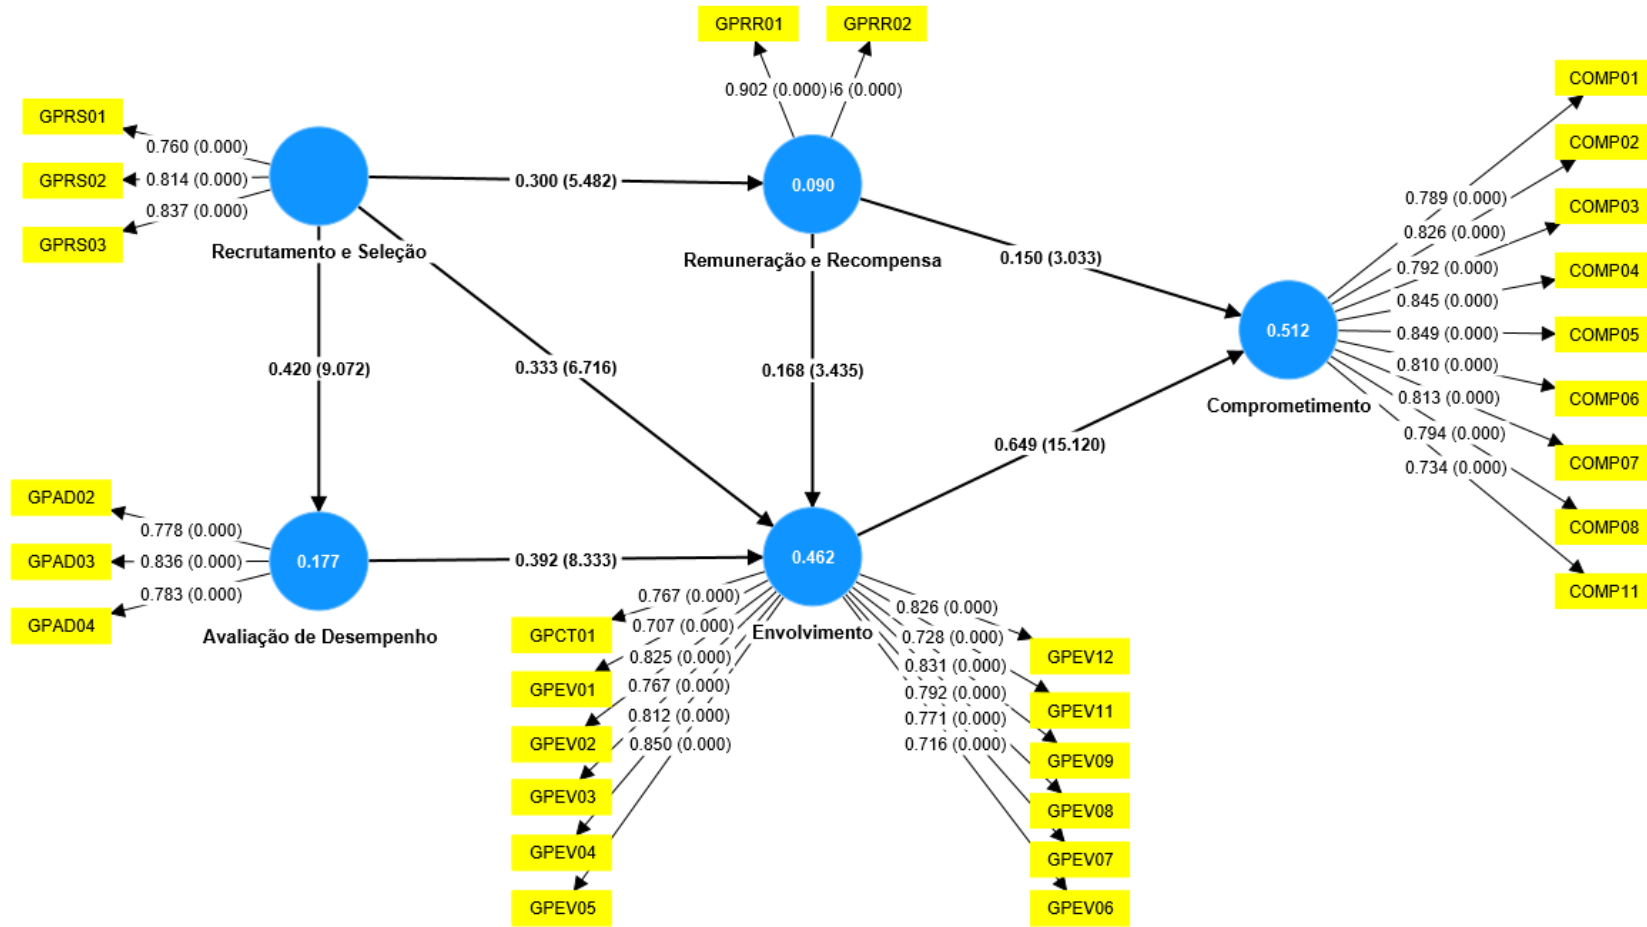 GPRR01
GPRR02
0.902 (0.000)
6 (0.000)
GPRS01
GPRS02
GPRS03
0.760 (0.000)
0.814 (0.000)
0.837 (0.000)
Recrutamento e Seleção
0.300 (5.482)
0.090
Remuneração e Recompensa
0.150 (3.033)
0.420 (9.072)
0.333 (6.716)
0.168 (3.435)
0.649 (15.120)
0.512
Comprometimento
0.789 (0.000)
0.826 (0.000)
0.792 (0.000)
0.845 (0.000)
0.849 (0.000)
0.810 (0.000)
0.813 (0.000)
0.794 (0.000)
0.734 (0.000)
COMP01
COMP02
COMP03
COMP04
COMP05
COMP06
COMP07
COMP08
COMP11
GPAD02
GPAD03
GPAD04
0.778 (0.000)
0.836 (0.000)
0.783 (0.000)
0.177
Avaliação de Desempenho
0.392 (8.333)
0.462
Envolvimento
0.767 (0.000)
0.707 (0.000)
0.825 (0.000)
0.767 (0.000)
0.812 (0.000)
0.850 (0.000)
GPCT01
GPEV01
GPEV02
GPEV03
GPEV04
GPEV05
0.826 (0.000)
0.728 (0.000)
0.831 (0.000)
0.792 (0.000)
0.771 (0.000)
0.716 (0.000)
GPEV12
GPEV11
GPEV09
GPEV08
GPEV07
GPEV06